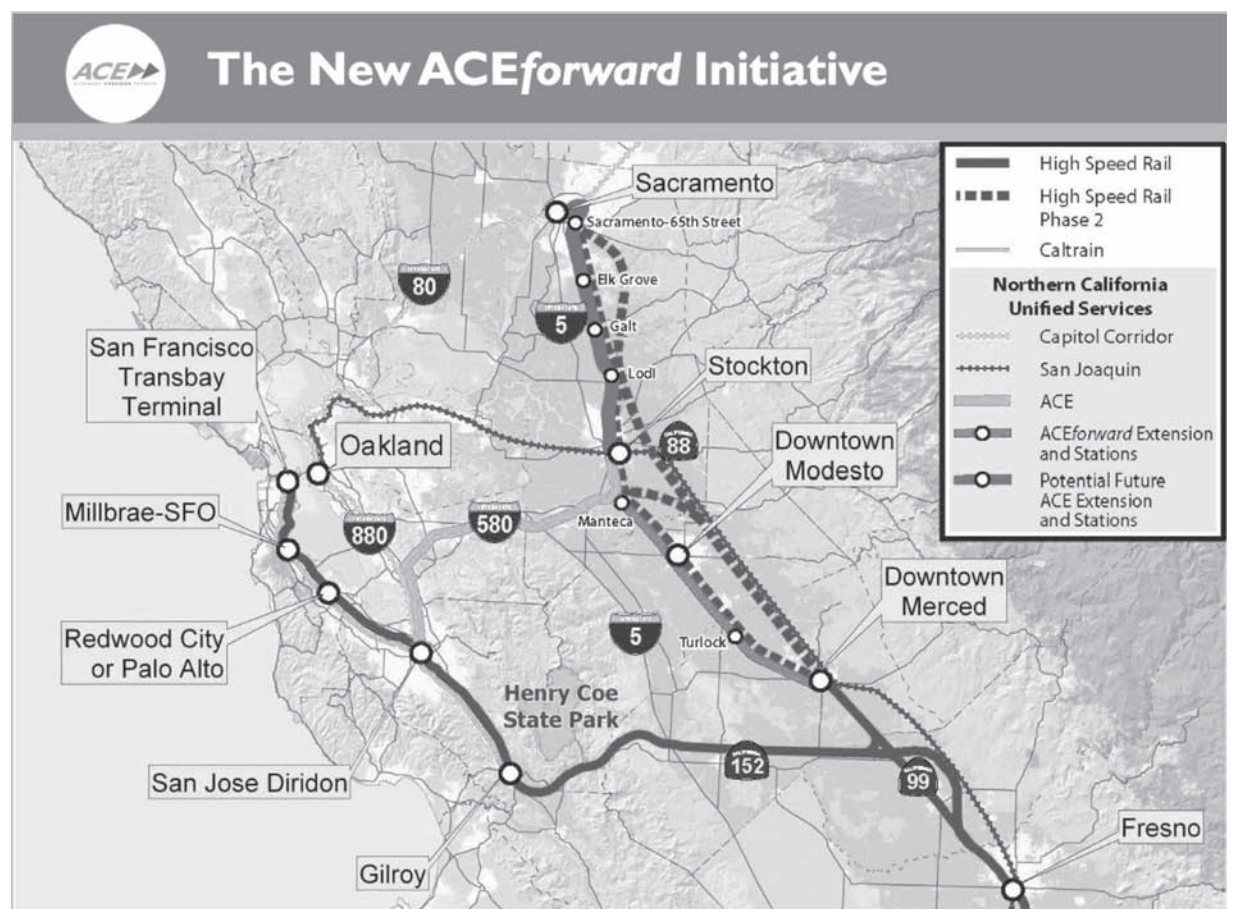 ACE
The New ACEforward Initiative
Sacramento
Sacramento-65th Street
Elk Grove
80
5
Galt
San Francisco
Transbay
Terminal
Lodi
Stockton
Oakland
88
Downtown
Modesto
Millbrae-SFO
880
580
Manteca
Downtown
Merced
Redwood City
or Palo Alto
5
Turlock
Henry Coe
State Park
San Jose Diridon
152
99
Fresno
Gilroy
High Speed Rail
High Speed Rail
Phase 2
Caltrain
Northern California
Unified Services
Capitol Corridor
San Joaquin
ACE
ACEforward Extension
and Stations
Potential Future
ACE Extension
and Stations